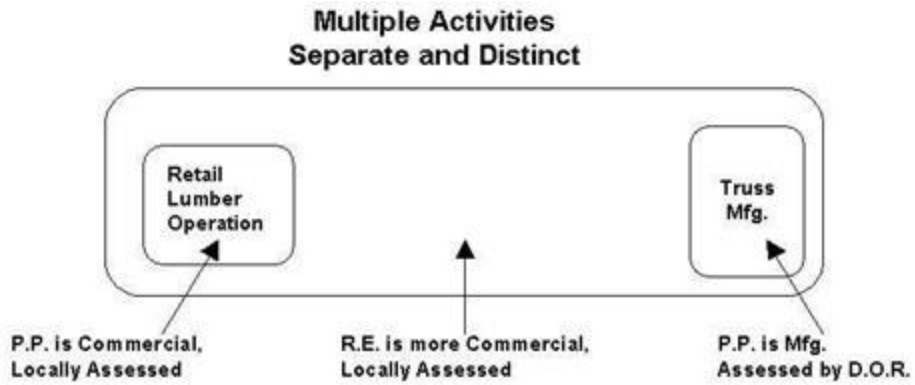 Multiple Activities
Separate and Distinct
Retail
Lumber
Operation
Truss
Mfg.
P.P. is Commercial,
Locally Assessed
R.E. is more Commercial,
Locally Assessed
P.P. is Mfg.
Assessed by D.O.R.